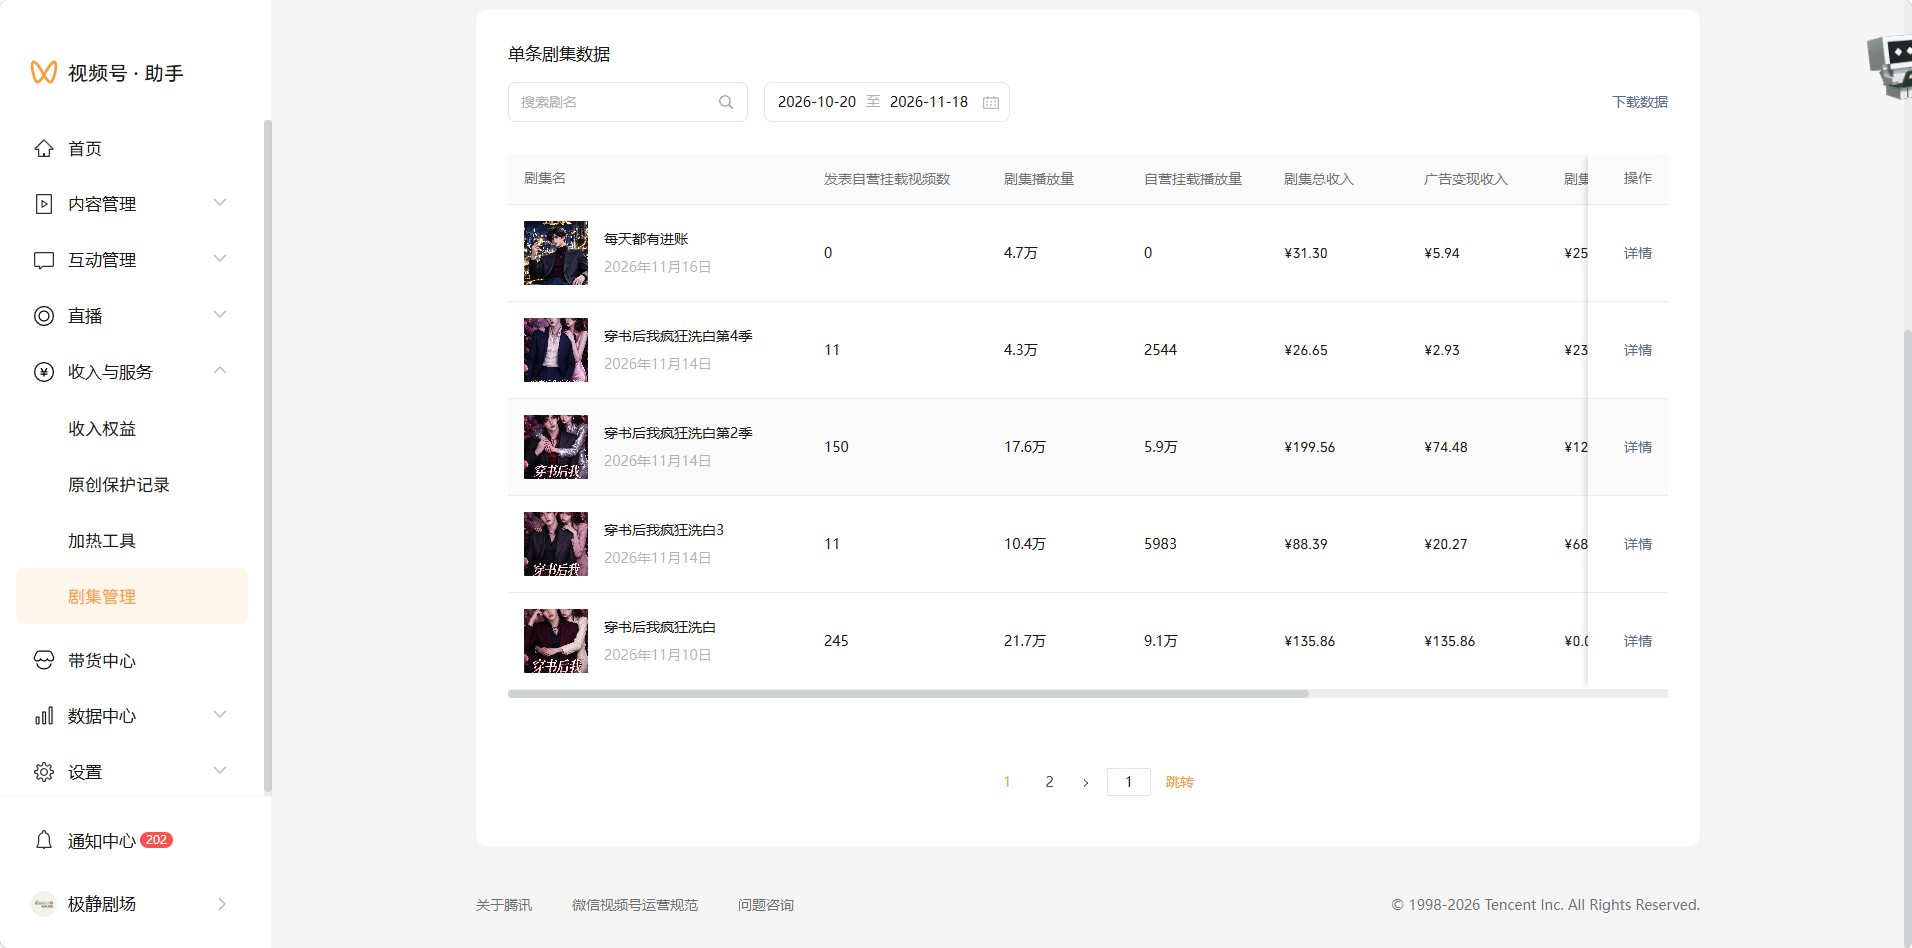 视频号 · 助手
首页
内容管理
互动管理
直播
收入与服务
收入权益
原创保护记录
加热工具
剧集管理
带货中心
数据中心
设置
通知中心 202
极静剧场
单条剧集数据
搜索剧名
2026-10-20 至 2026-11-18
下载数据
剧集名 发表自营挂载视频数 剧集播放量 自营挂载播放量 剧集总收入 广告变现收入 剧集 操作
每天都有进账
2026年11月16日
0 4.7万 0 ¥31.30 ¥5.94 ¥25 详情
穿书后我疯狂洗白第4季
2026年11月14日
11 4.3万 2544 ¥26.65 ¥2.93 ¥23 详情
穿书后我
穿书后我疯狂洗白第2季
2026年11月14日
150 17.6万 5.9万 ¥199.56 ¥74.48 ¥12 详情
穿书后我
穿书后我疯狂洗白3
2026年11月14日
11 10.4万 5983 ¥88.39 ¥20.27 ¥68 详情
穿书后我
穿书后我疯狂洗白
2026年11月10日
245 21.7万 9.1万 ¥135.86 ¥135.86 ¥0.0 详情
1 2 › 1 跳转
关于腾讯 微信视频号运营规范 问题咨询
© 1998-2026 Tencent Inc. All Rights Reserved.